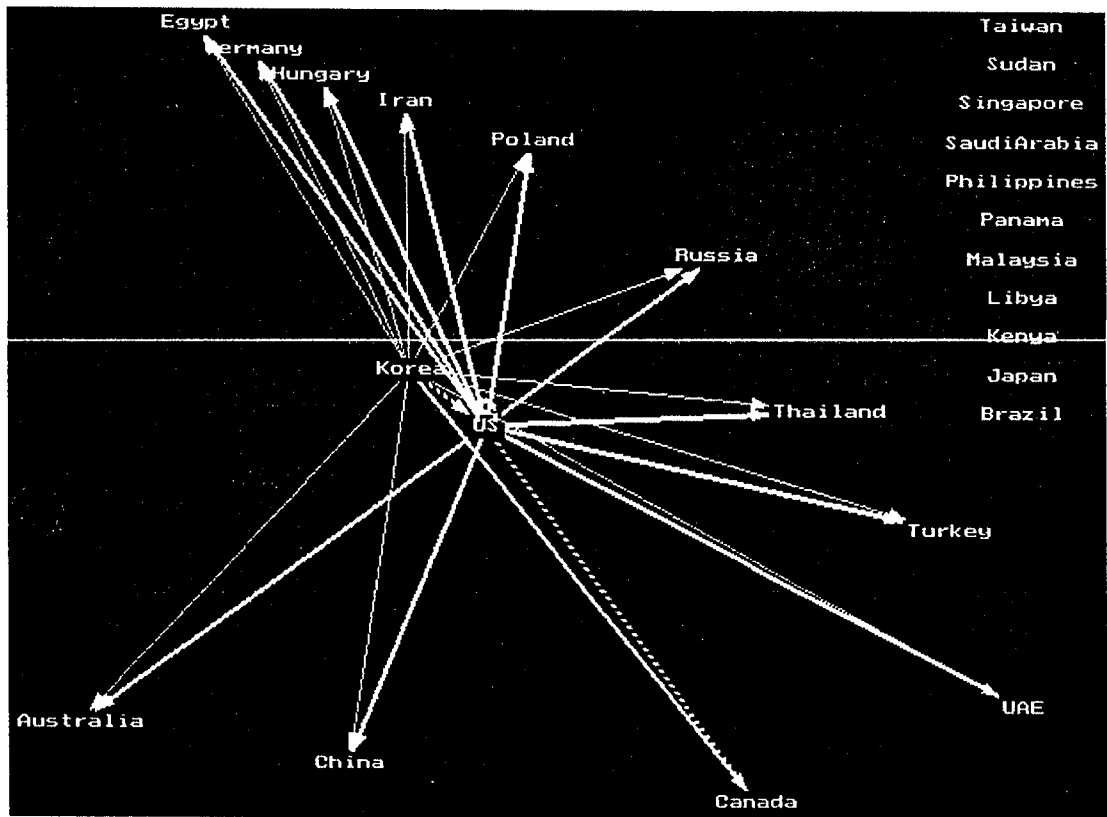 Egypt
Taiwan
Germany
Sudan
Hungary
Iran
Singapore
Poland
SaudiArabia
Philippines
Panama
Russia
Malaysia
Libya
Kenya
Korea
Japan
Thailand
Brazil
US
Turkey
UAE
Australia
China
Canada